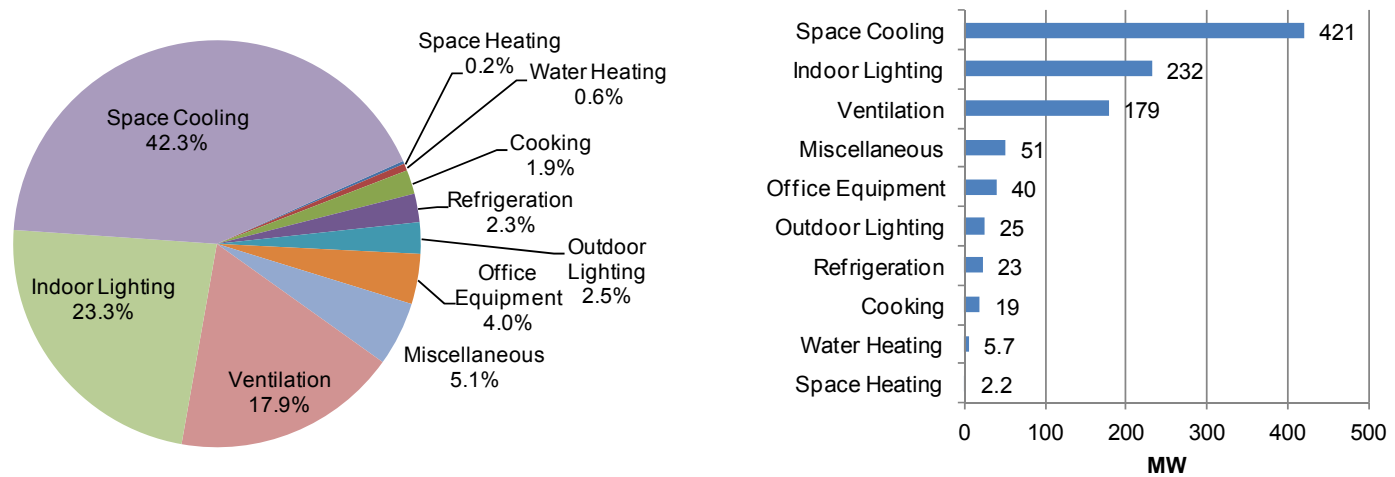 Space Heating
0.2%
Water Heating
0.6%
Space Cooling
42.3%
Cooking
1.9%
Refrigeration
2.3%
Outdoor
Lighting
2.5%
Office
Equipment
4.0%
Indoor Lighting
23.3%
Miscellaneous
5.1%
Ventilation
17.9%
Space Cooling 421
Indoor Lighting 232
Ventilation 179
Miscellaneous 51
Office Equipment 40
Outdoor Lighting 25
Refrigeration 23
Cooking 19
Water Heating 5.7
Space Heating 2.2
0 100 200 300 400 500
MW